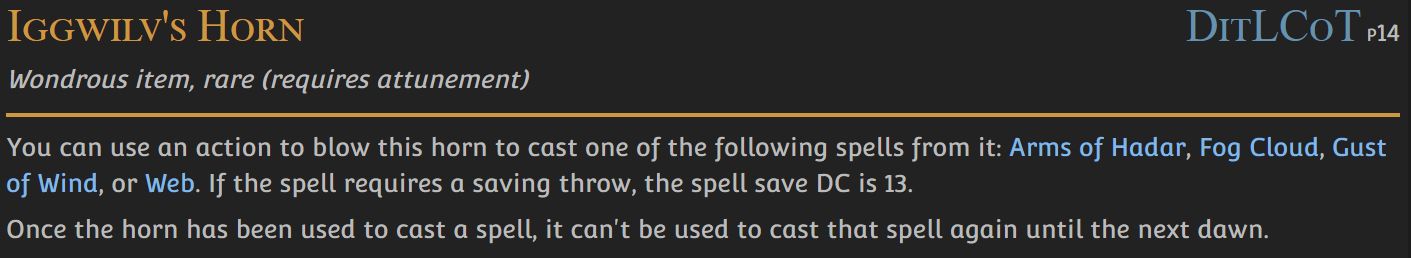 Iggwilv's Horn DitLCoT p14
Wondrous item, rare (requires attunement)
You can use an action to blow this horn to cast one of the following spells from it: Arms of Hadar, Fog Cloud, Gust
of Wind, or Web. If the spell requires a saving throw, the spell save DC is 13.
Once the horn has been used to cast a spell, it can't be used to cast that spell again until the next dawn.